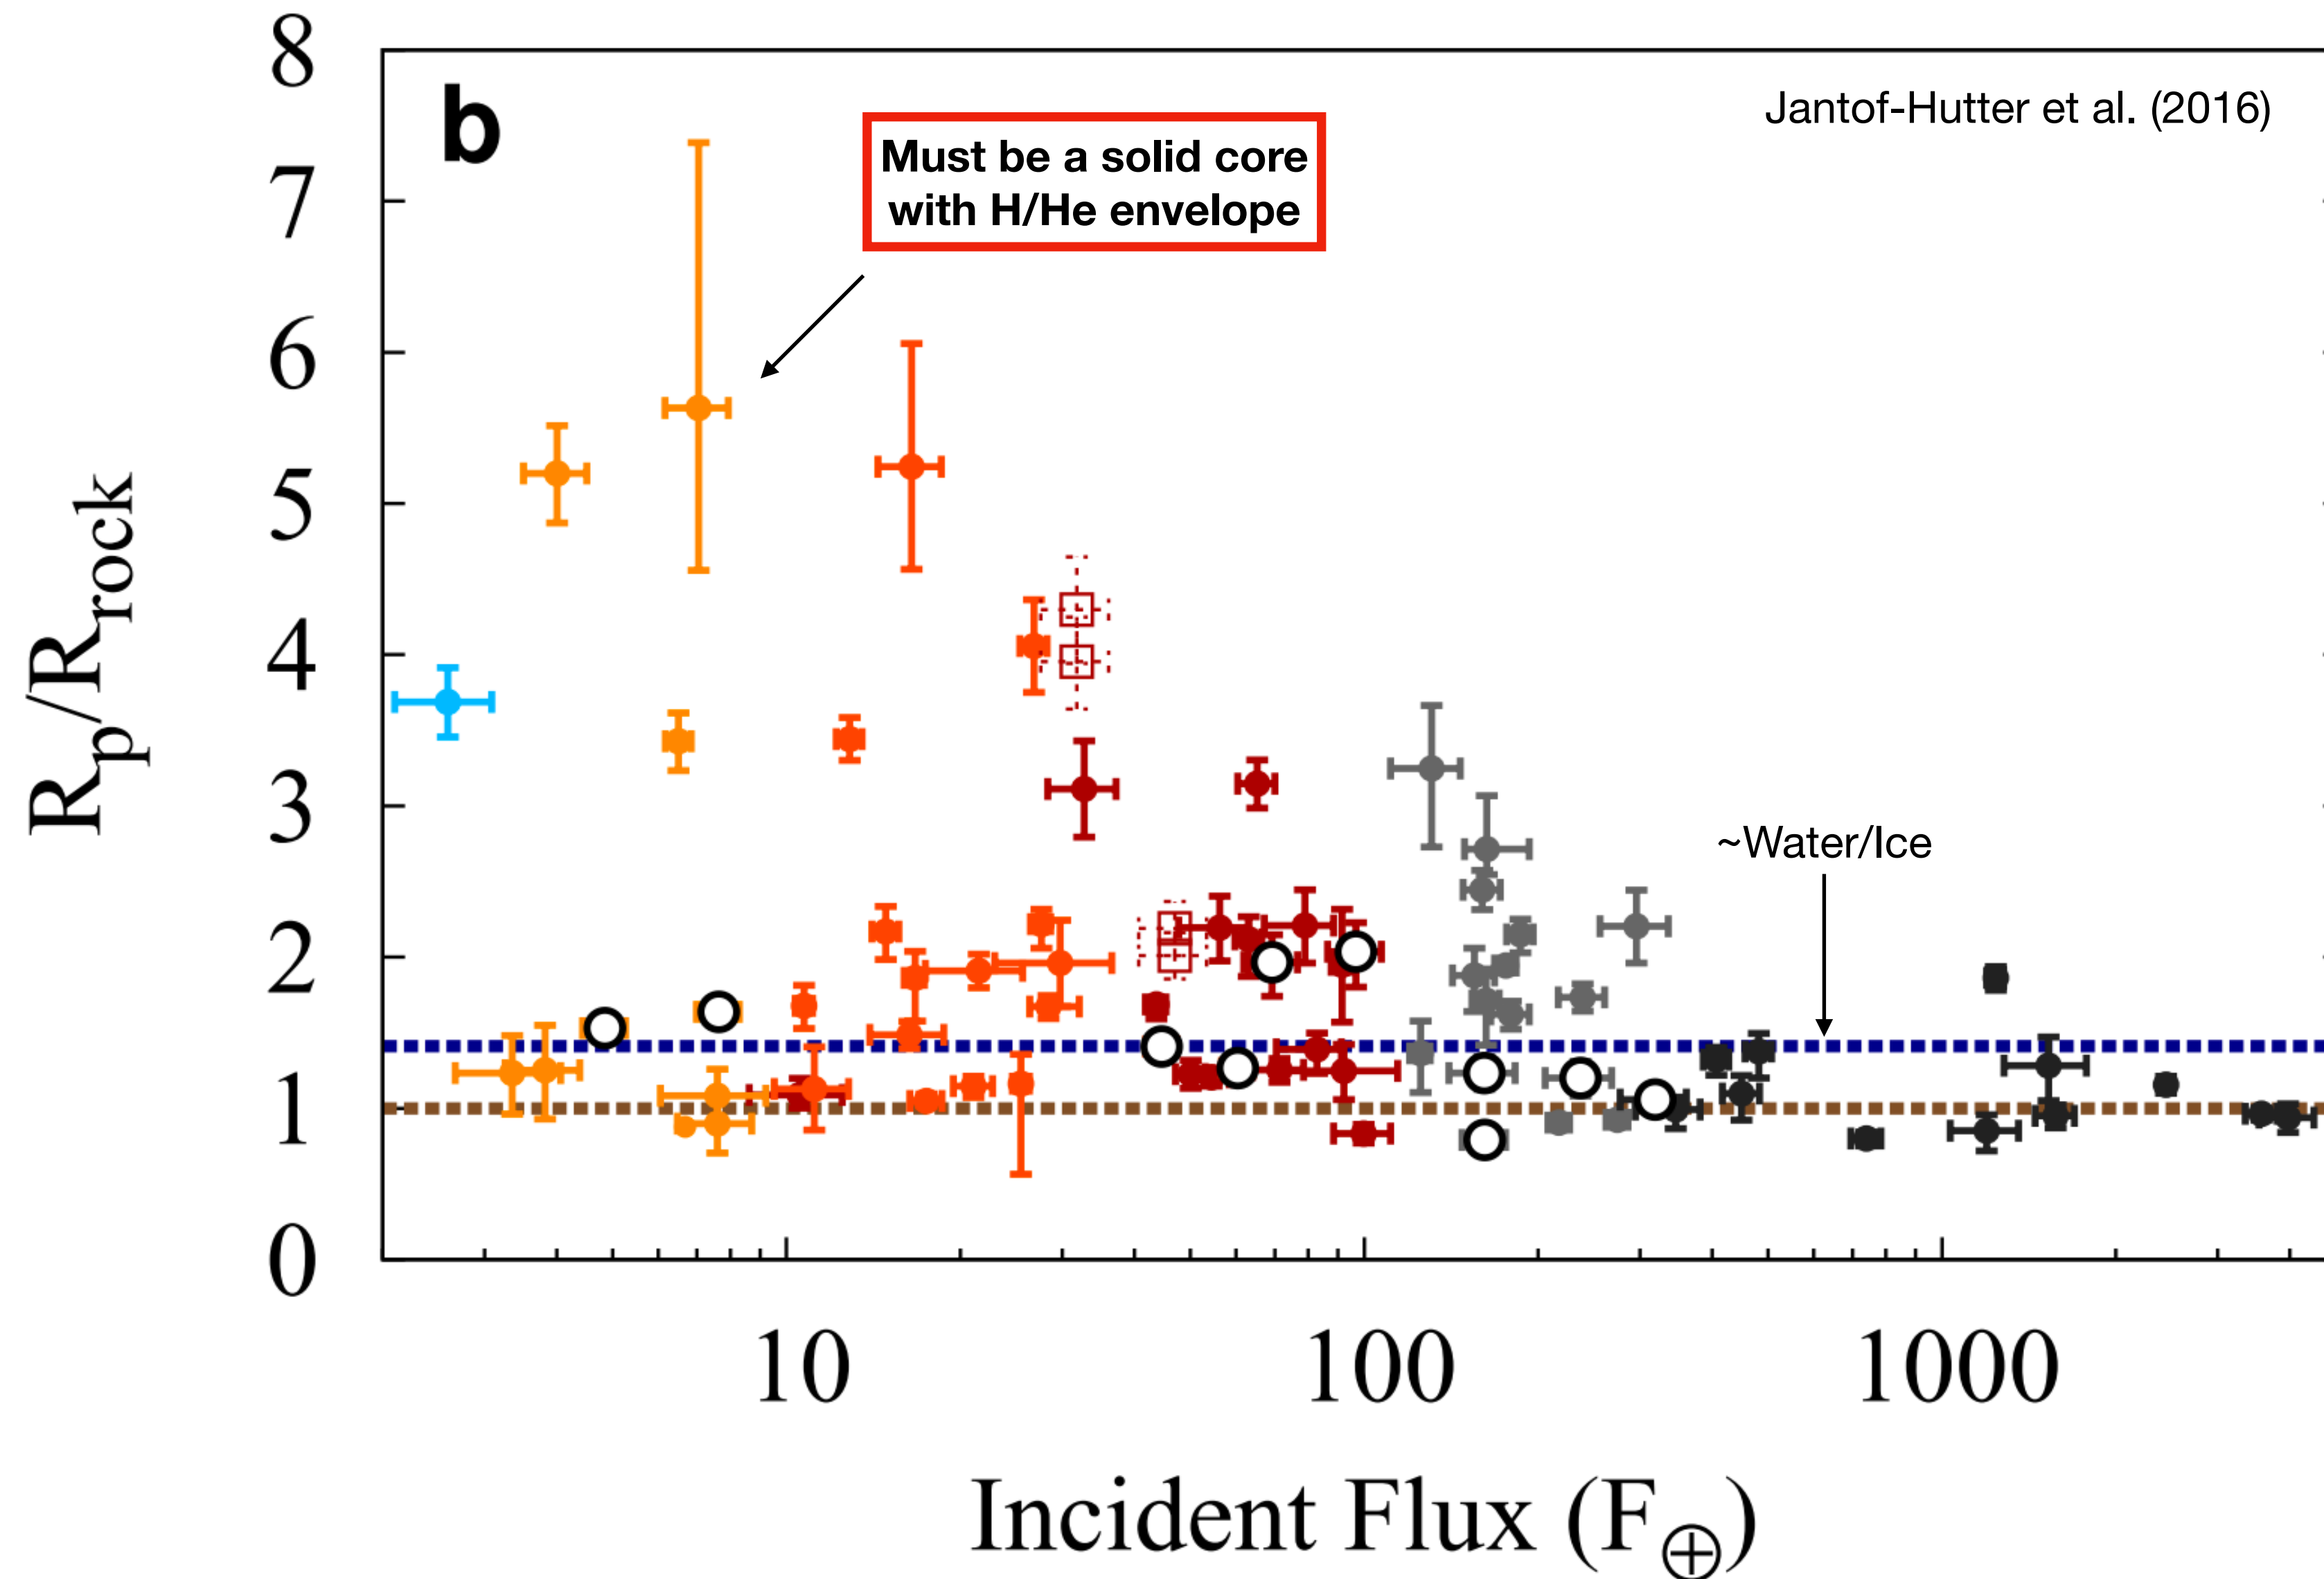 8
b
Jantof-Hutter et al. (2016)
Must be a solid core
with H/He envelope
7
6
5
4
3
2
1
0
Rp/Rrock
~Water/Ice
10
100
1000
Incident Flux (F⊕)